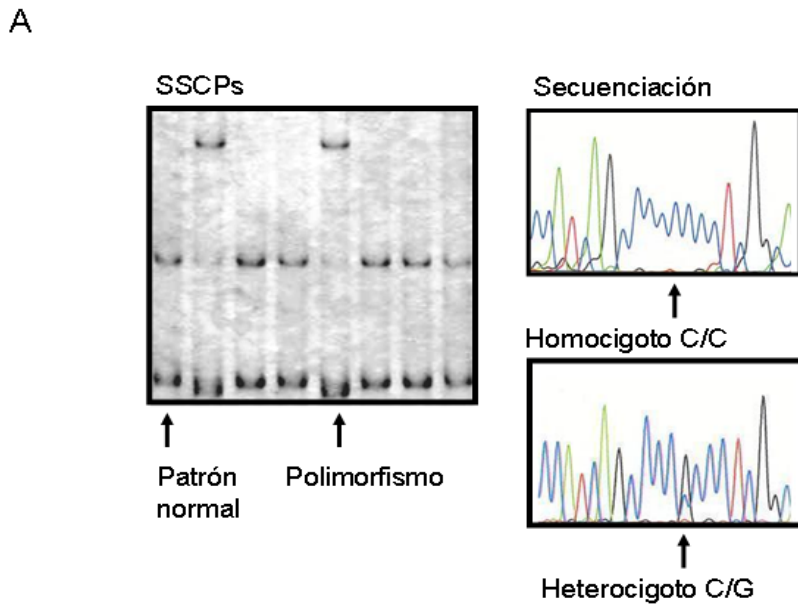 A
SSCPs
Secuenciación
Homocigoto C/C
Patrón
normal
Polimorfismo
Heterocigoto C/G